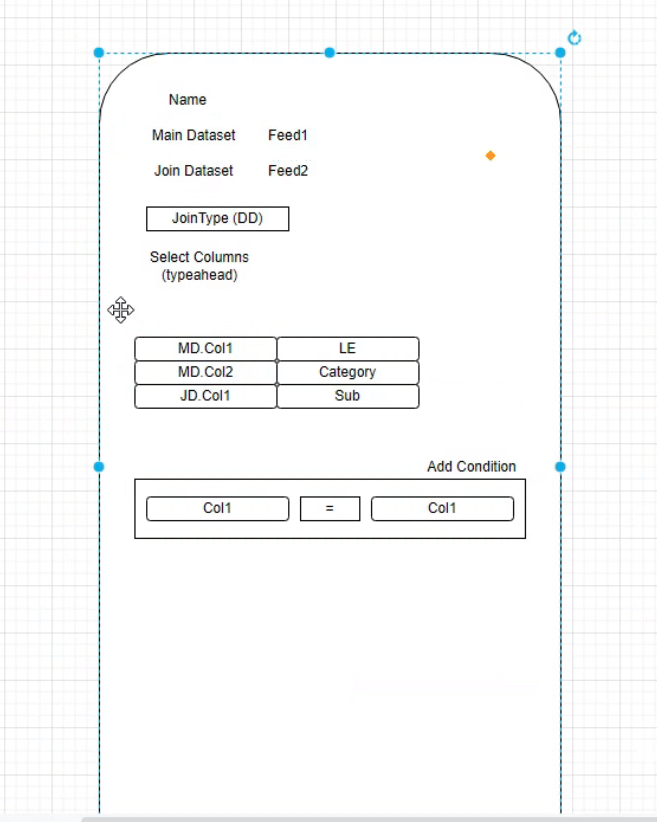 Name
Main Dataset Feed1
Join Dataset Feed2
JoinType (DD)
Select Columns
(typeahead)
MD.Col1 LE
MD.Col2 Category
JD.Col1 Sub
Add Condition
Col1 = Col1